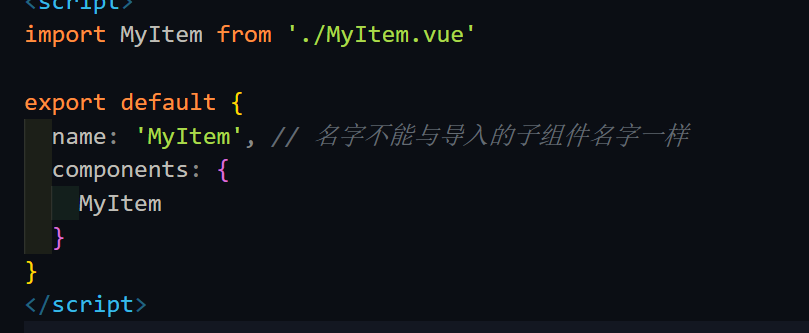 <script>
import MyItem from './MyItem.vue'
export default {
name: 'MyItem', // 名字不能与导入的子组件名字一样
components: {
MyItem
}
}
</script>